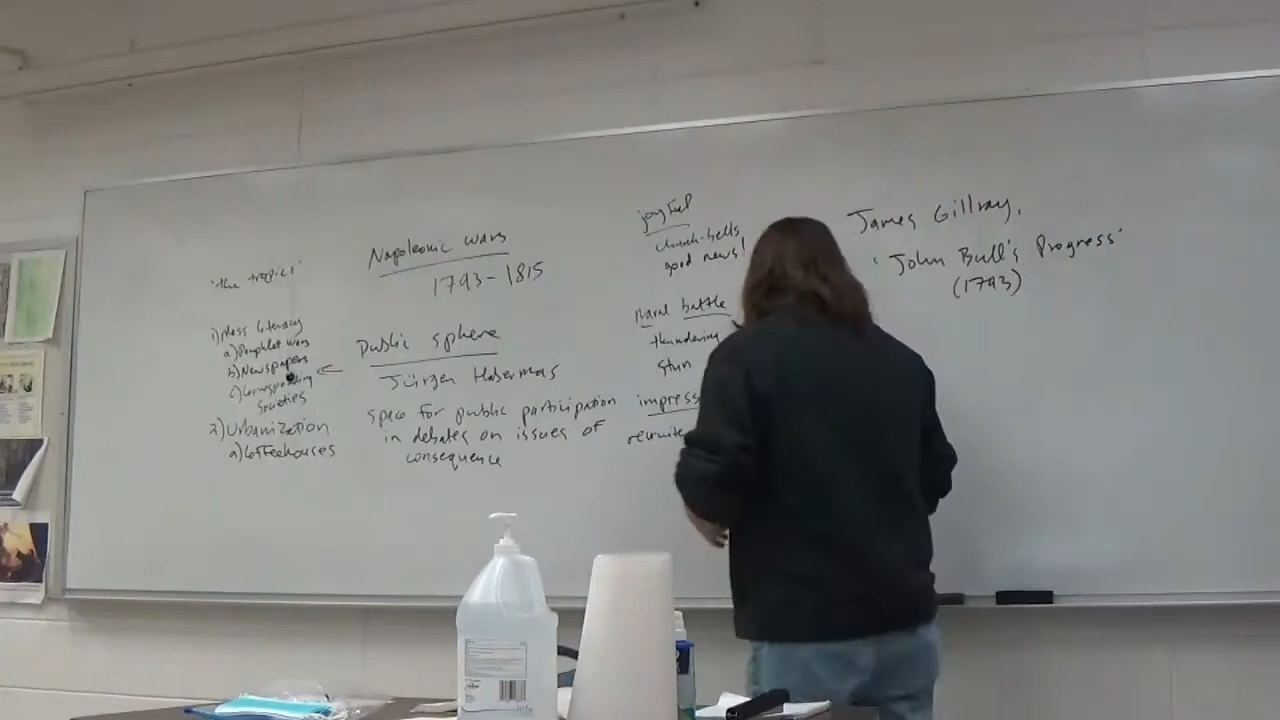 'the tropics'
1) Mass Literacy
a) Pamphlet Wars
b) Newspapers
c) Corresponding
Societies
2) Urbanization
a) Coffeehouses
Napoleonic Wars
1793-1815
Public sphere
Jürgen Habermas
space for public participation
in debates on issues of
consequence
joyful
church-bells
good news!
naval battle
thundering
stun
impress
recruite
James Gillray,
'John Bull's Progress'
(1793)